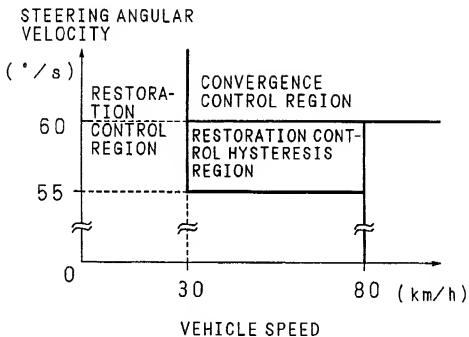 STEERING ANGULAR
VELOCITY
(°/s)
RESTORA-
TION
CONTROL
REGION
CONVERGENCE
CONTROL REGION
60
RESTORATION CONT-
ROL HYSTERESIS
REGION
55
0
30
80
(km/h)
VEHICLE SPEED